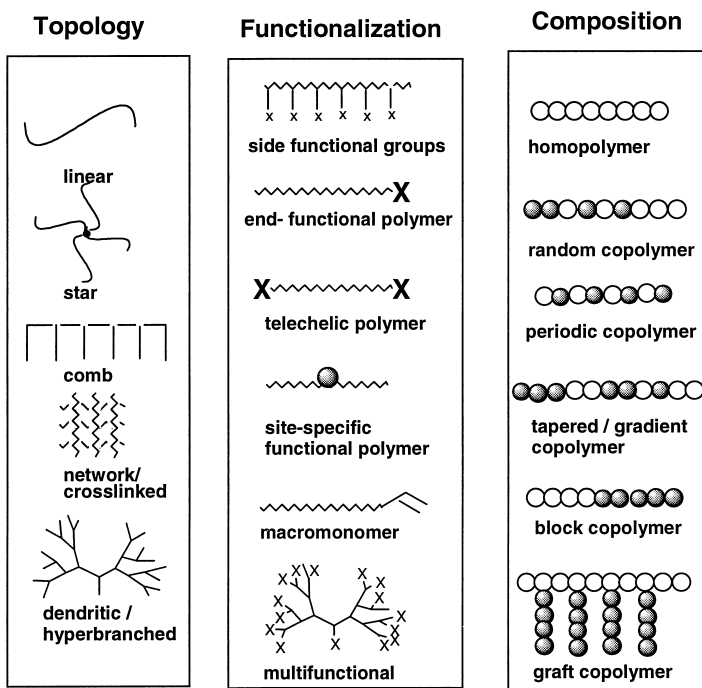 Topology
linear
star
comb
network/
crosslinked
dendritic /
hyperbranched
Functionalization
X X X X X X
side functional groups
X
end- functional polymer
X X
telechelic polymer
site-specific
functional polymer
macromonomer
X X X X X
X X X
X X X
X X X X
X X
multifunctional
Composition
homopolymer
random copolymer
periodic copolymer
tapered / gradient
copolymer
block copolymer
graft copolymer